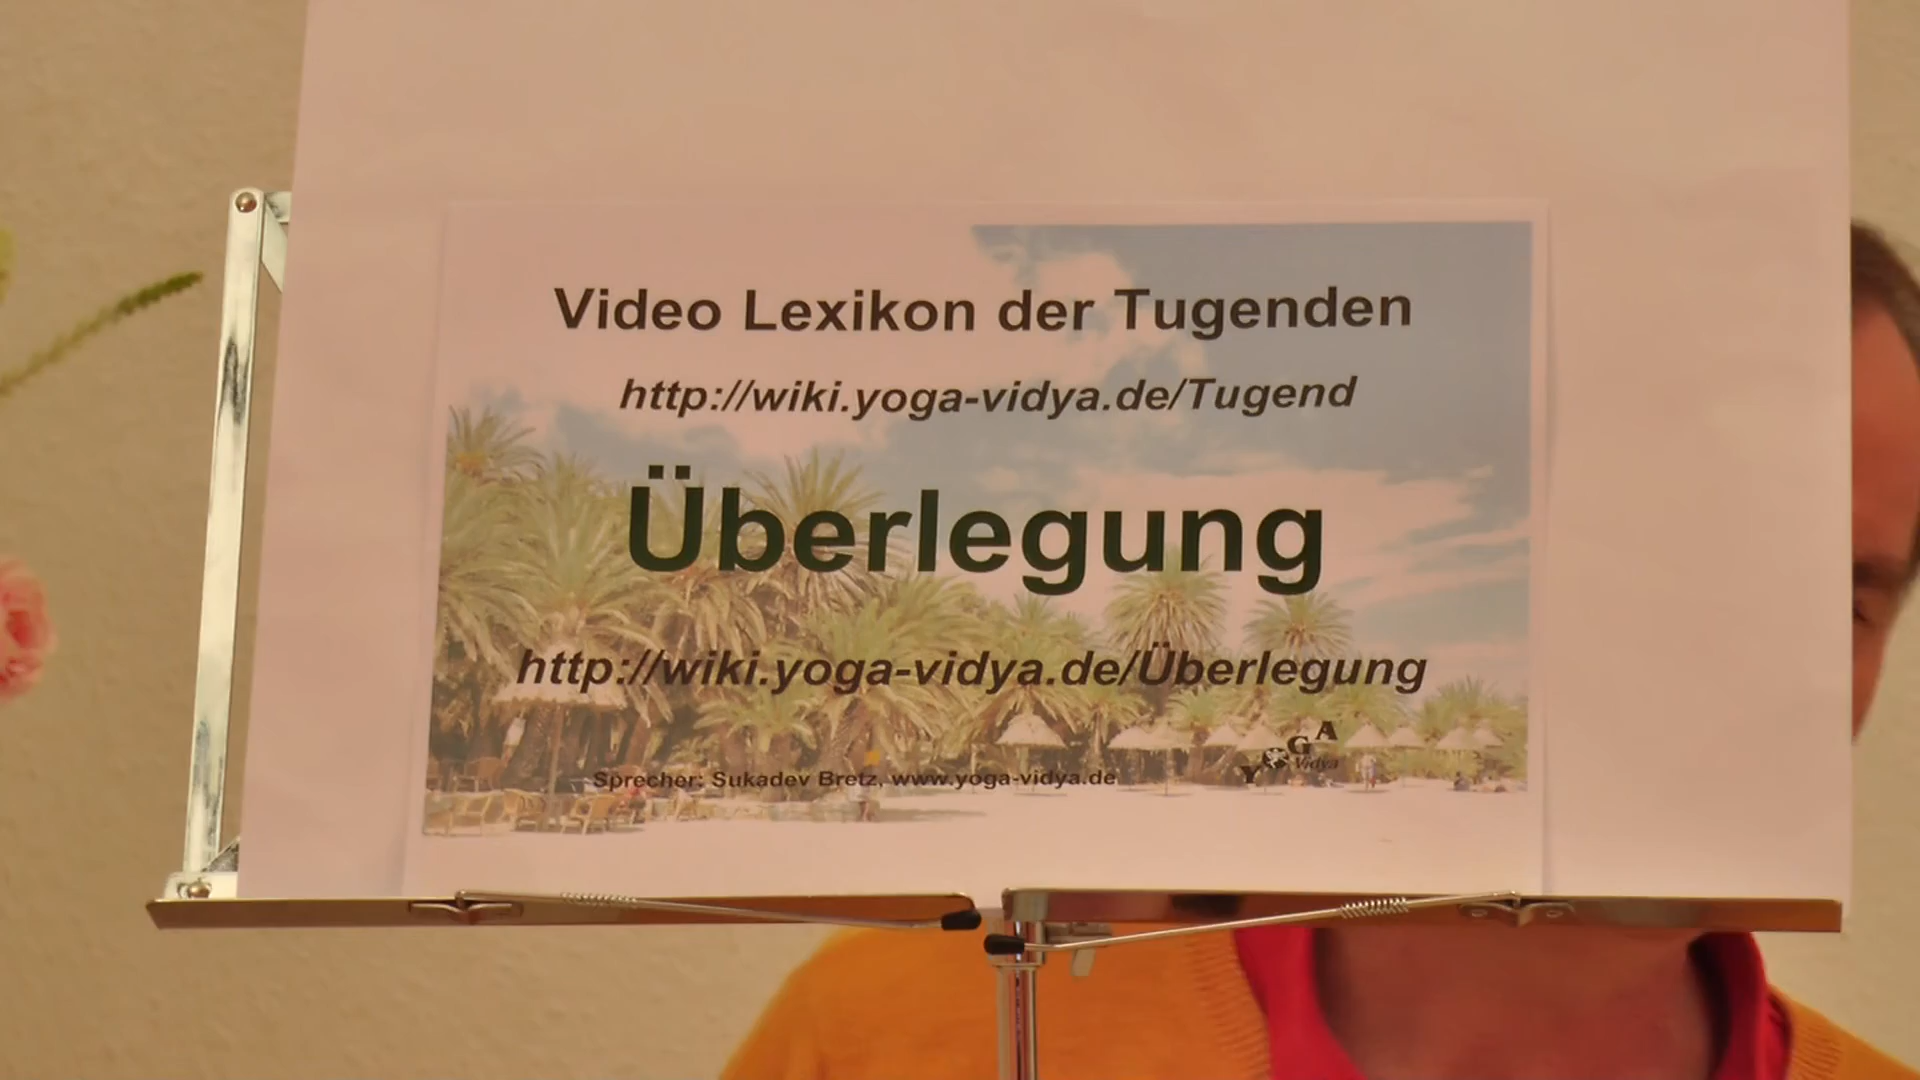 Video Lexikon der Tugenden
http://wiki.yoga-vidya.de/Tugend
Überlegung
http://wiki.yoga-vidya.de/Überlegung
Sprecher: Sukadev Bretz, www.yoga-vidya.de
YOGA
Vidya